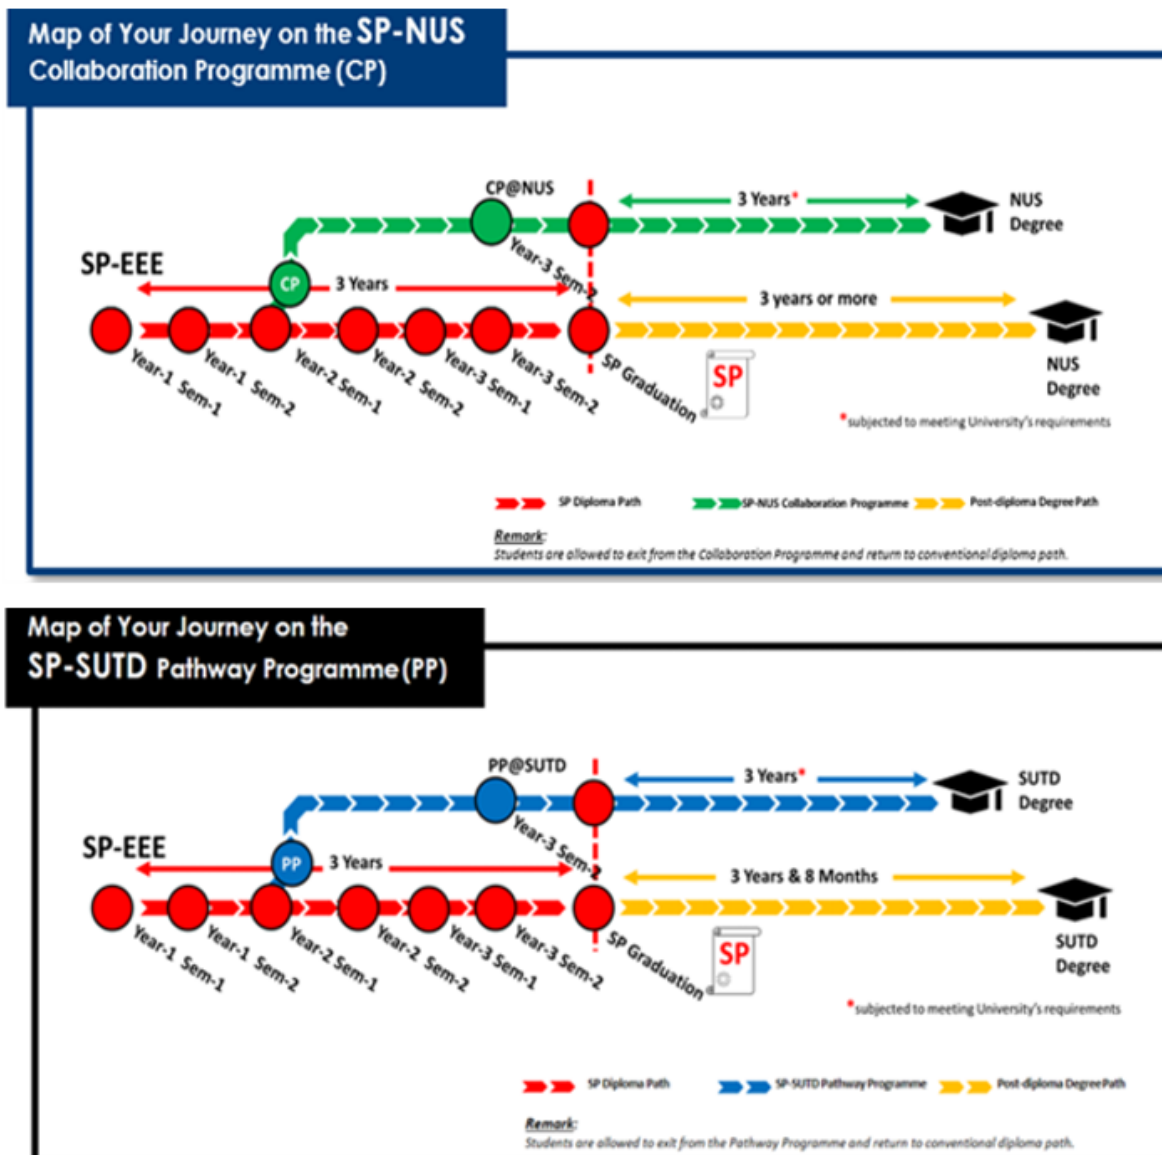 Map of Your Journey on the SP-NUS
Collaboration Programme (CP)
CP@NUS
3 Years*
NUS
Degree
Year-3 Sem-2
SP-EEE
CP
3 Years
3 years or more
Year-1 Sem-1
Year-1 Sem-2
Year-2 Sem-1
Year-2 Sem-2
Year-3 Sem-1
Year-3 Sem-2
SP Graduation
SP
NUS
Degree
*subjected to meeting University's requirements
SP Diploma Path
SP-NUS Collaboration Programme
Post-diploma Degree Path
Remark:
Students are allowed to exit from the Collaboration Programme and return to conventional diploma path.
Map of Your Journey on the
SP-SUTD Pathway Programme (PP)
PP@SUTD
3 Years*
SUTD
Degree
Year-3 Sem-2
SP-EEE
PP
3 Years
3 Years & 8 Months
Year-1 Sem-1
Year-1 Sem-2
Year-2 Sem-1
Year-2 Sem-2
Year-3 Sem-1
Year-3 Sem-2
SP Graduation
SP
SUTD
Degree
*subjected to meeting University's requirements
SP Diploma Path
SP-SUTD Pathway Programme
Post-diploma Degree Path
Remark:
Students are allowed to exit from the Pathway Programme and return to conventional diploma path.